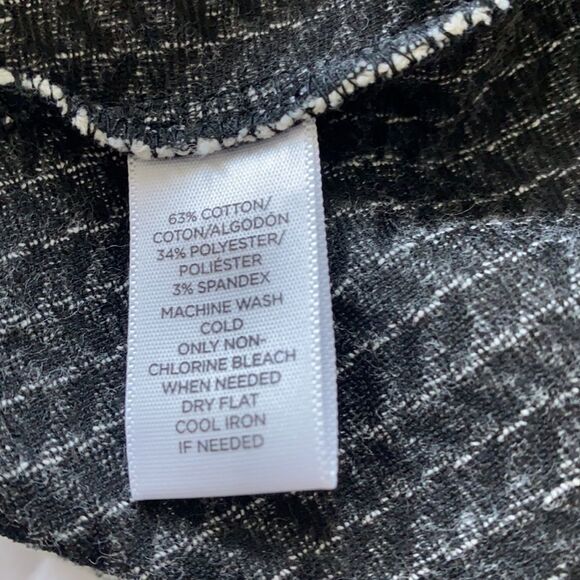 63% COTTON/
COTON/ALGODÓN
34% POLYESTER/
POLIÉSTER
3% SPANDEX
MACHINE WASH
COLD
ONLY NON-
CHLORINE BLEACH
WHEN NEEDED
DRY FLAT
COOL IRON
IF NEEDED